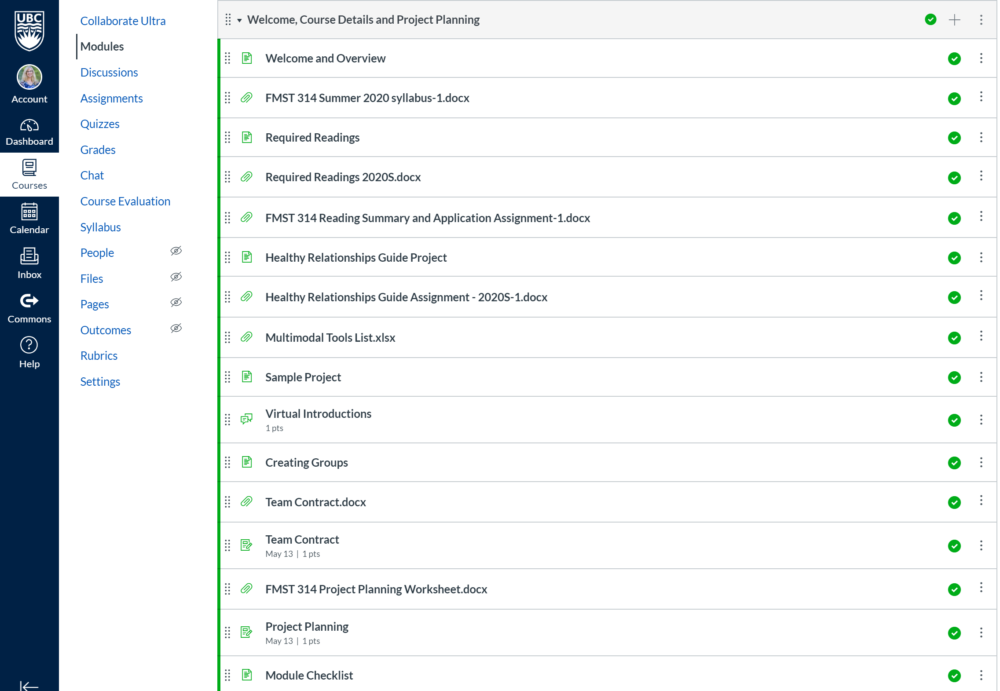 UBC
Account
Dashboard
Courses
Calendar
Inbox
Commons
Help
Collaborate Ultra
Modules
Discussions
Assignments
Quizzes
Grades
Chat
Course Evaluation
Syllabus
People
Files
Pages
Outcomes
Rubrics
Settings
Welcome, Course Details and Project Planning
Welcome and Overview
FMST 314 Summer 2020 syllabus-1.docx
Required Readings
Required Readings 2020S.docx
FMST 314 Reading Summary and Application Assignment-1.docx
Healthy Relationships Guide Project
Healthy Relationships Guide Assignment - 2020S-1.docx
Multimodal Tools List.xlsx
Sample Project
Virtual Introductions
1 pts
Creating Groups
Team Contract.docx
Team Contract
May 13 | 1 pts
FMST 314 Project Planning Worksheet.docx
Project Planning
May 13 | 1 pts
Module Checklist